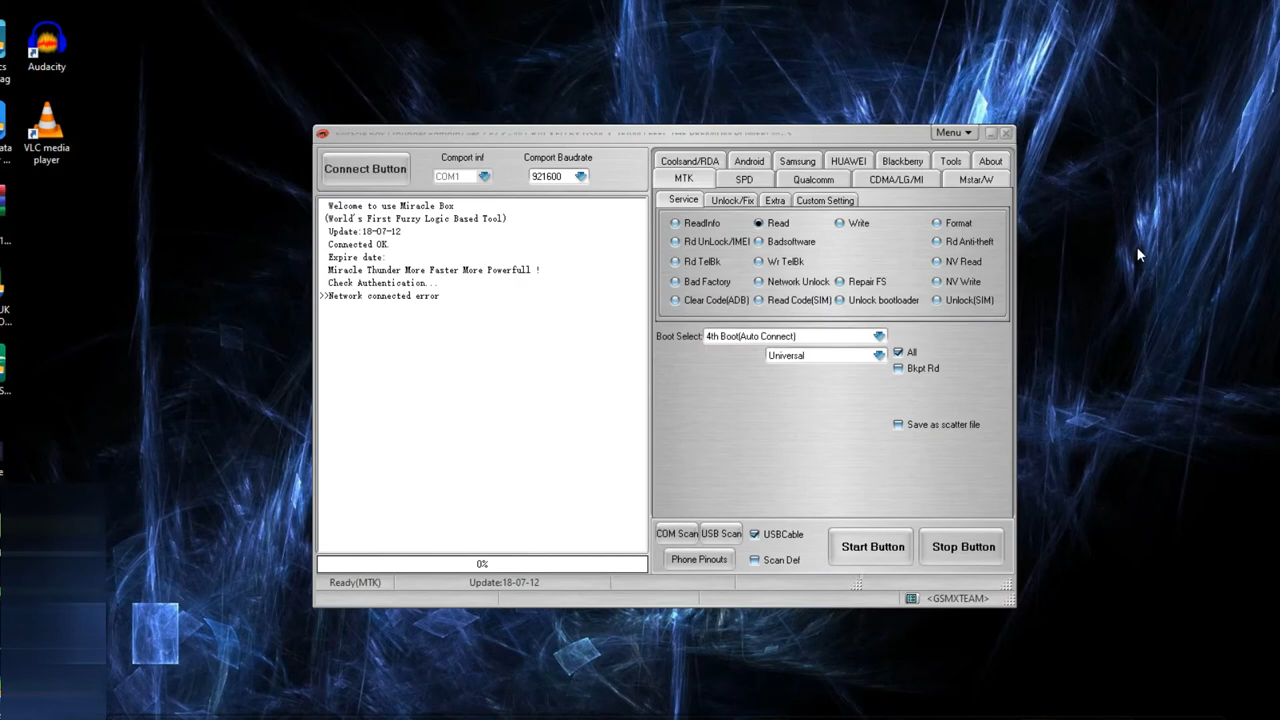 Audacity
VLC media
player
cs
ag
ata
...
1...
UK
O...
S...
e
Menu
Connect Button
Comport inf
COM1
Comport Baudrate
921600
Coolsand/RDA Android Samsung HUAWEI Blackberry Tools About
MTK SPD Qualcomm CDMA/LG/MI Mstar/W
Service Unlock/Fix Extra Custom Setting
Welcome to use Miracle Box
(World's First Fuzzy Logic Based Tool)
Update:18-07-12
Connected OK.
Expire date:
Miracle Thunder More Faster More Powerfull !
Check Authentication...
>>Network connected error
ReadInfo Read Write Format
Rd UnLock/IMEI Badsoftware Rd Anti-theft
Rd TelBk Wr TelBk NV Read
Bad Factory Network Unlock Repair FS NV Write
Clear Code(ADB) Read Code(SIM) Unlock bootloader Unlock(SIM)
Boot Select: 4th Boot(Auto Connect)
Universal All
Bkpt Rd
Save as scatter file
COM Scan USB Scan USBCable
Phone Pinouts Scan Def
Start Button Stop Button
0%
Ready(MTK) Update:18-07-12
<GSMXTEAM>